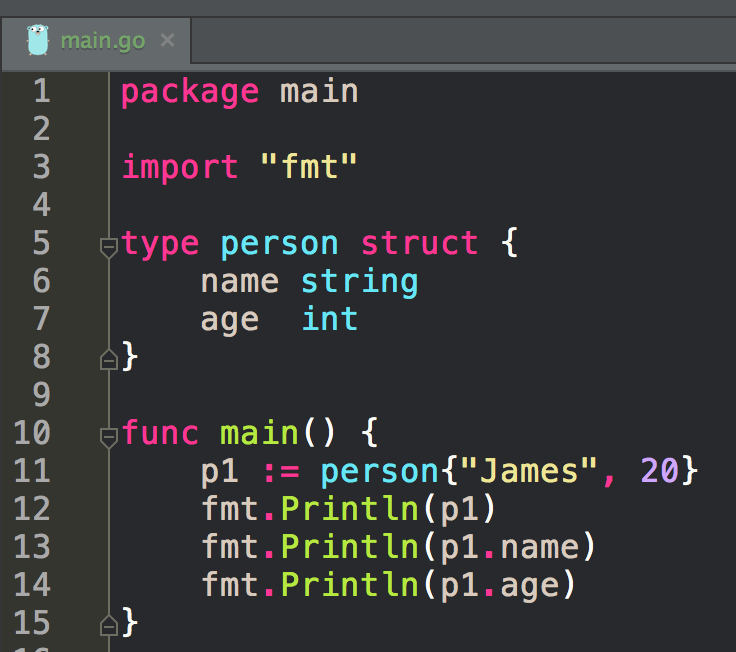 main.go ×
1 package main
2
3 import "fmt"
4
5 type person struct {
6     name string
7     age  int
8 }
9
10 func main() {
11     p1 := person{"James", 20}
12     fmt.Println(p1)
13     fmt.Println(p1.name)
14     fmt.Println(p1.age)
15 }